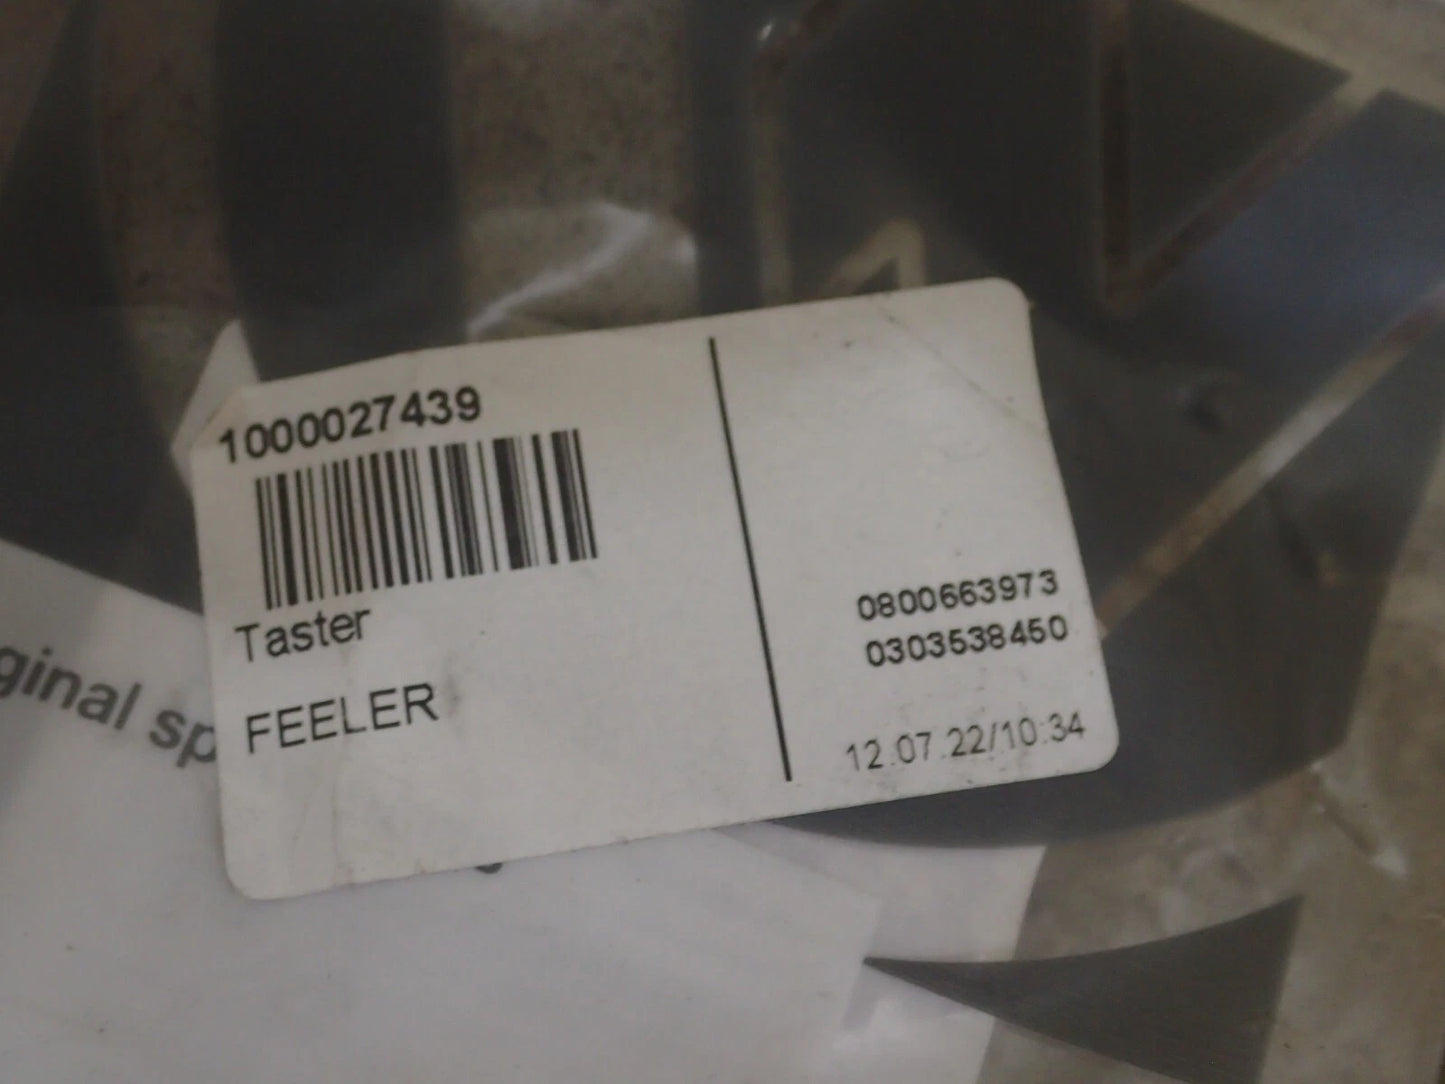 1000027439
Taster
FEELER
0800663973
0303538450
12.07.22/10:34
ginal sp